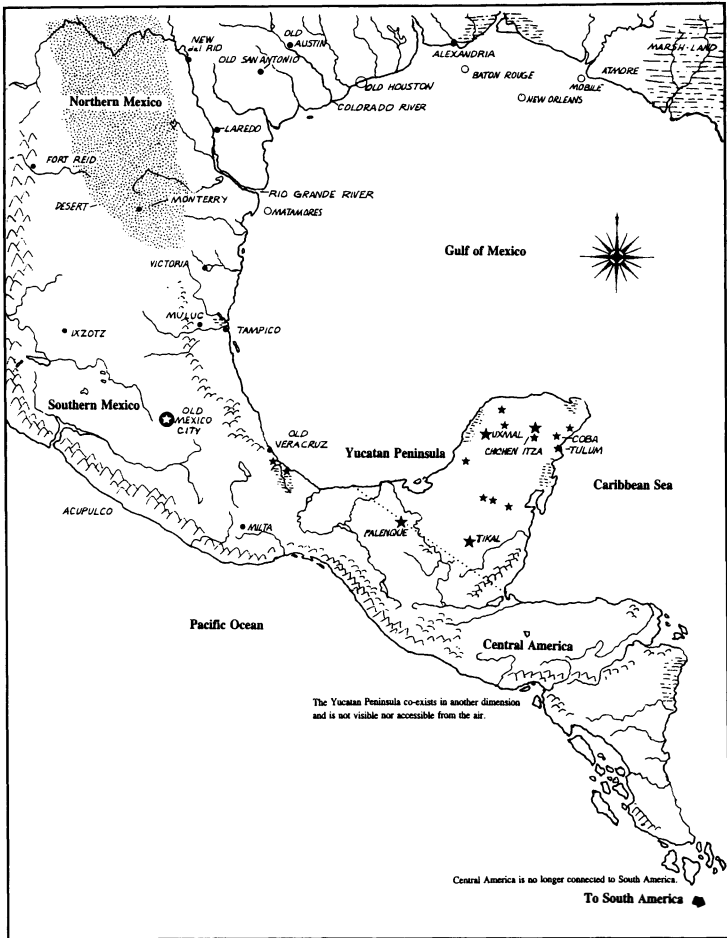 NEW
del RIO
OLD
AUSTIN
OLD SAN ANTONIO
ALEXANDRIA
BATON ROUGE
MARSH-LAND
ATMORE
MOBILE
NEW ORLEANS
OLD HOUSTON
COLORADO RIVER
Northern Mexico
LAREDO
FORT REID
RIO GRANDE RIVER
DESERT
MONTERRY
MATAMORES
Gulf of Mexico
VICTORIA
MULUC
IXZOTZ
TAMPICO
Southern Mexico
OLD
MEXICO
CITY
OLD
VERACRUZ
Yucatan Peninsula
UXMAL
CHICHEN ITZA
COBA
TULUM
Caribbean Sea
ACUPULCO
MILTA
PALENQUE
TIKAL
Pacific Ocean
Central America
The Yucatan Peninsula co-exists in another dimension
and is not visible nor accessible from the air.
Central America is no longer connected to South America.
To South America